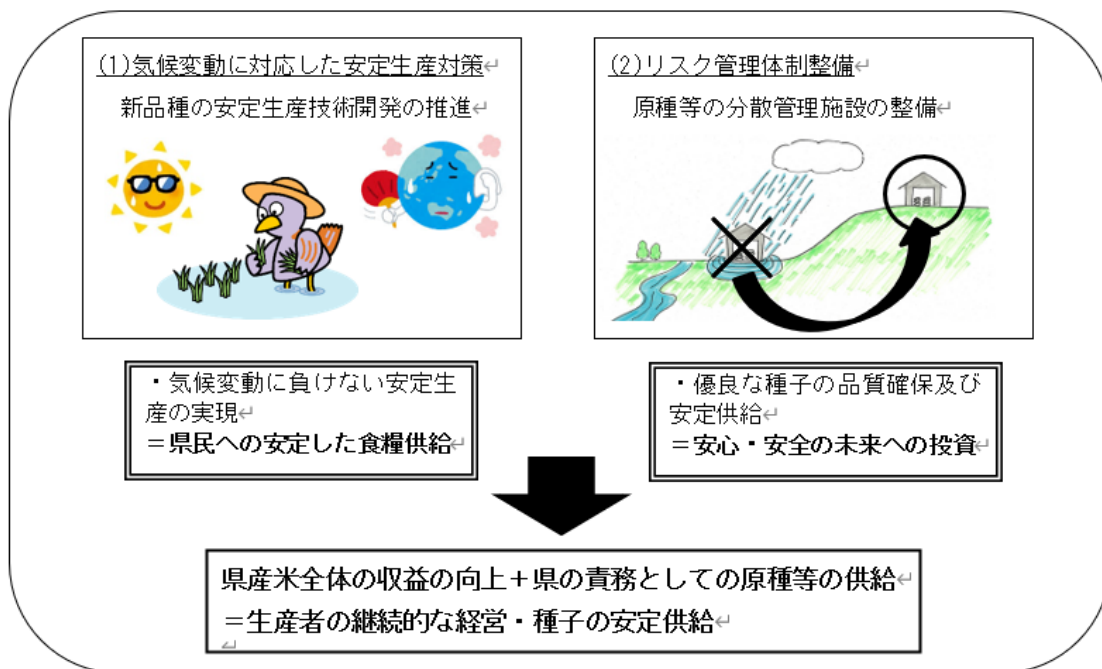 (1)気候変動に対応した安定生産対策↵
新品種の安定生産技術開発の推進↵
(2)リスク管理体制整備↵
原種等の分散管理施設の整備↵
・気候変動に負けない安定生
産の実現↵
＝県民への安定した食糧供給↵
・優良な種子の品質確保及び
安定供給↵
＝安心・安全の未来への投資↵
県産米全体の収益の向上＋県の責務としての原種等の供給↵
＝生産者の継続的な経営・種子の安定供給↵
↵